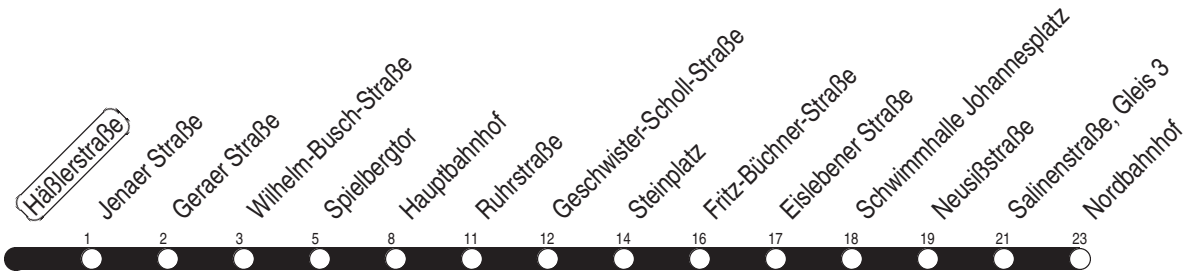 Häßlerstraße
Jenaer Straße
Geraer Straße
Wilhelm-Busch-Straße
Spielbergtor
Hauptbahnhof
Ruhrstraße
Geschwister-Scholl-Straße
Steinplatz
Fritz-Büchner-Straße
Eislebener Straße
Schwimmhalle Johannesplatz
Neusißstraße
Salinenstraße, Gleis 3
Nordbahnhof
1 2 3 5 8 11 12 14 16 17 18 19 21 23